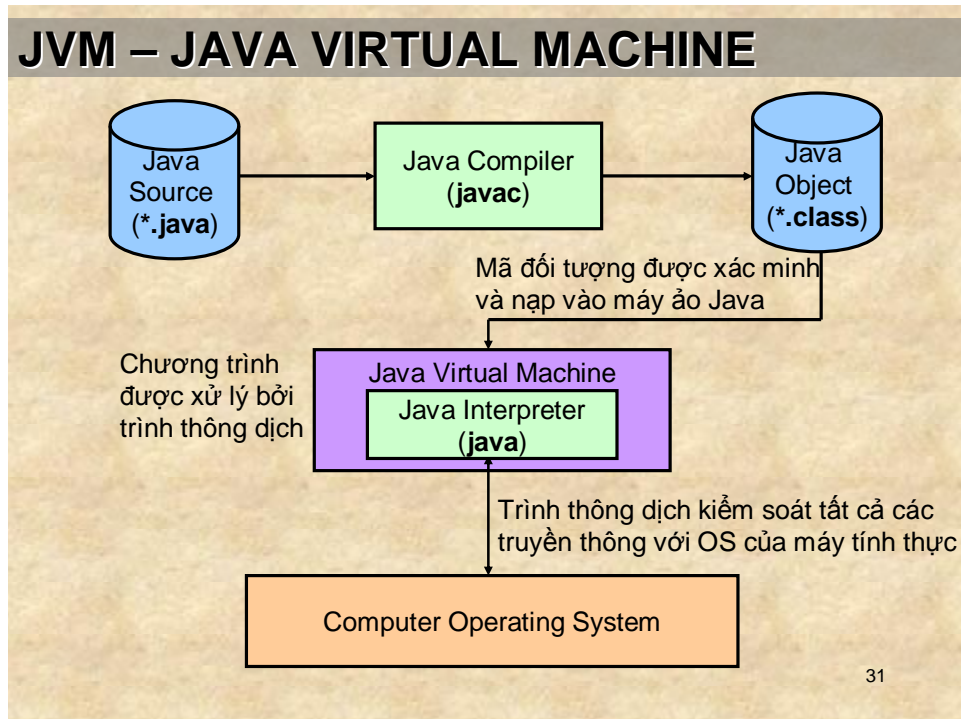 JVM – JAVA VIRTUAL MACHINE
Java
Source
(*.java)
Java Compiler
(javac)
Java
Object
(*.class)
Mã đối tượng được xác minh
và nạp vào máy ảo Java
Chương trình
được xử lý bởi
trình thông dịch
Java Virtual Machine
Java Interpreter
(java)
Trình thông dịch kiểm soát tất cả các
truyền thông với OS của máy tính thực
Computer Operating System
31